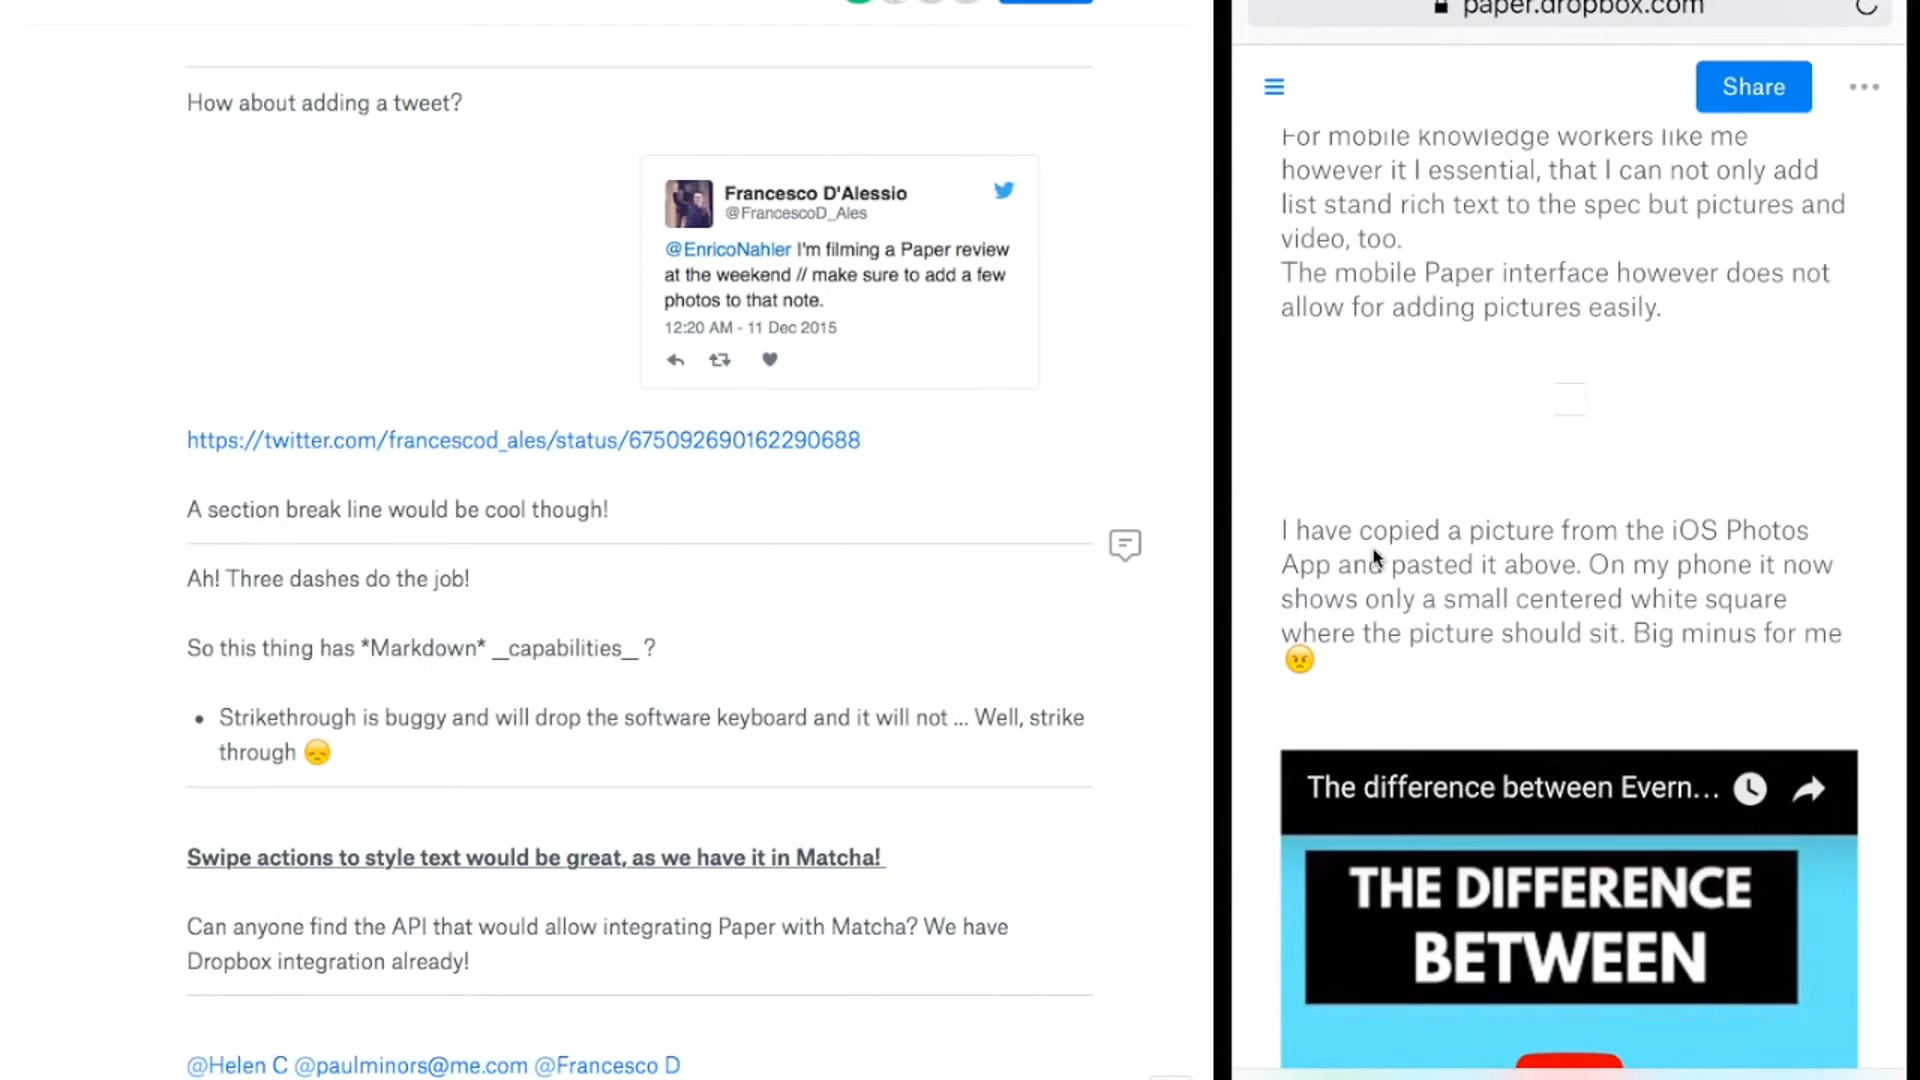 How about adding a tweet?
Francesco D'Alessio
@FrancescoD_Ales
@EnricoNahler I'm filming a Paper review
at the weekend // make sure to add a few
photos to that note.
12:20 AM - 11 Dec 2015
https://twitter.com/francescod_ales/status/675092690162290688
A section break line would be cool though!
Ah! Three dashes do the job!
So this thing has *Markdown* __capabilities__ ?
• Strikethrough is buggy and will drop the software keyboard and it will not ... Well, strike
through 😞
Swipe actions to style text would be great, as we have it in Matcha!
Can anyone find the API that would allow integrating Paper with Matcha? We have
Dropbox integration already!
@Helen C @paulminors@me.com @Francesco D
paper.dropbox.com
Share
For mobile knowledge workers like me
however it I essential, that I can not only add
list stand rich text to the spec but pictures and
video, too.
The mobile Paper interface however does not
allow for adding pictures easily.
I have copied a picture from the iOS Photos
App and pasted it above. On my phone it now
shows only a small centered white square
where the picture should sit. Big minus for me
😠
The difference between Evern...
THE DIFFERENCE
BETWEEN